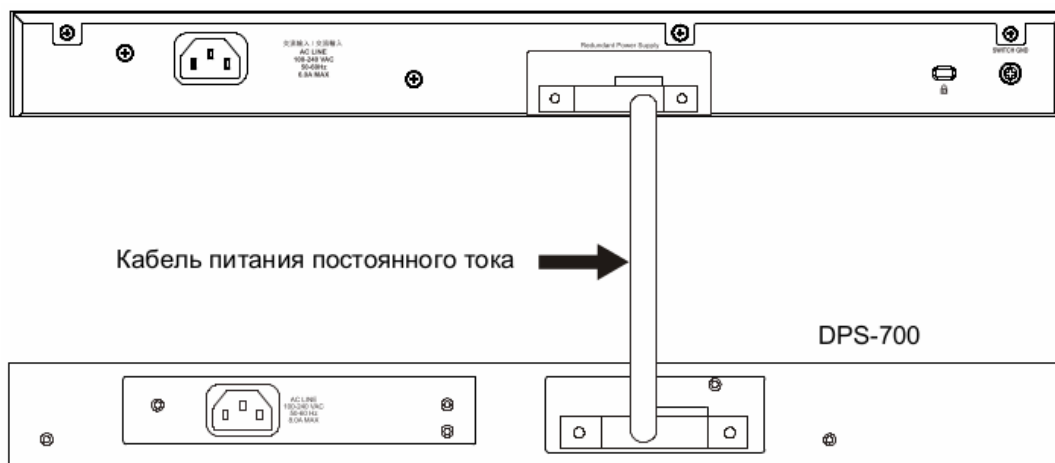 交流輸入 / 交流輸入
AC LINE
100-240 VAC
50-60Hz
6.0A MAX
Redundant Power Supply
SWITCH GND
Кабель питания постоянного тока
DPS-700
AC LINE
100-240 VAC
50-60 Hz
8.0A MAX